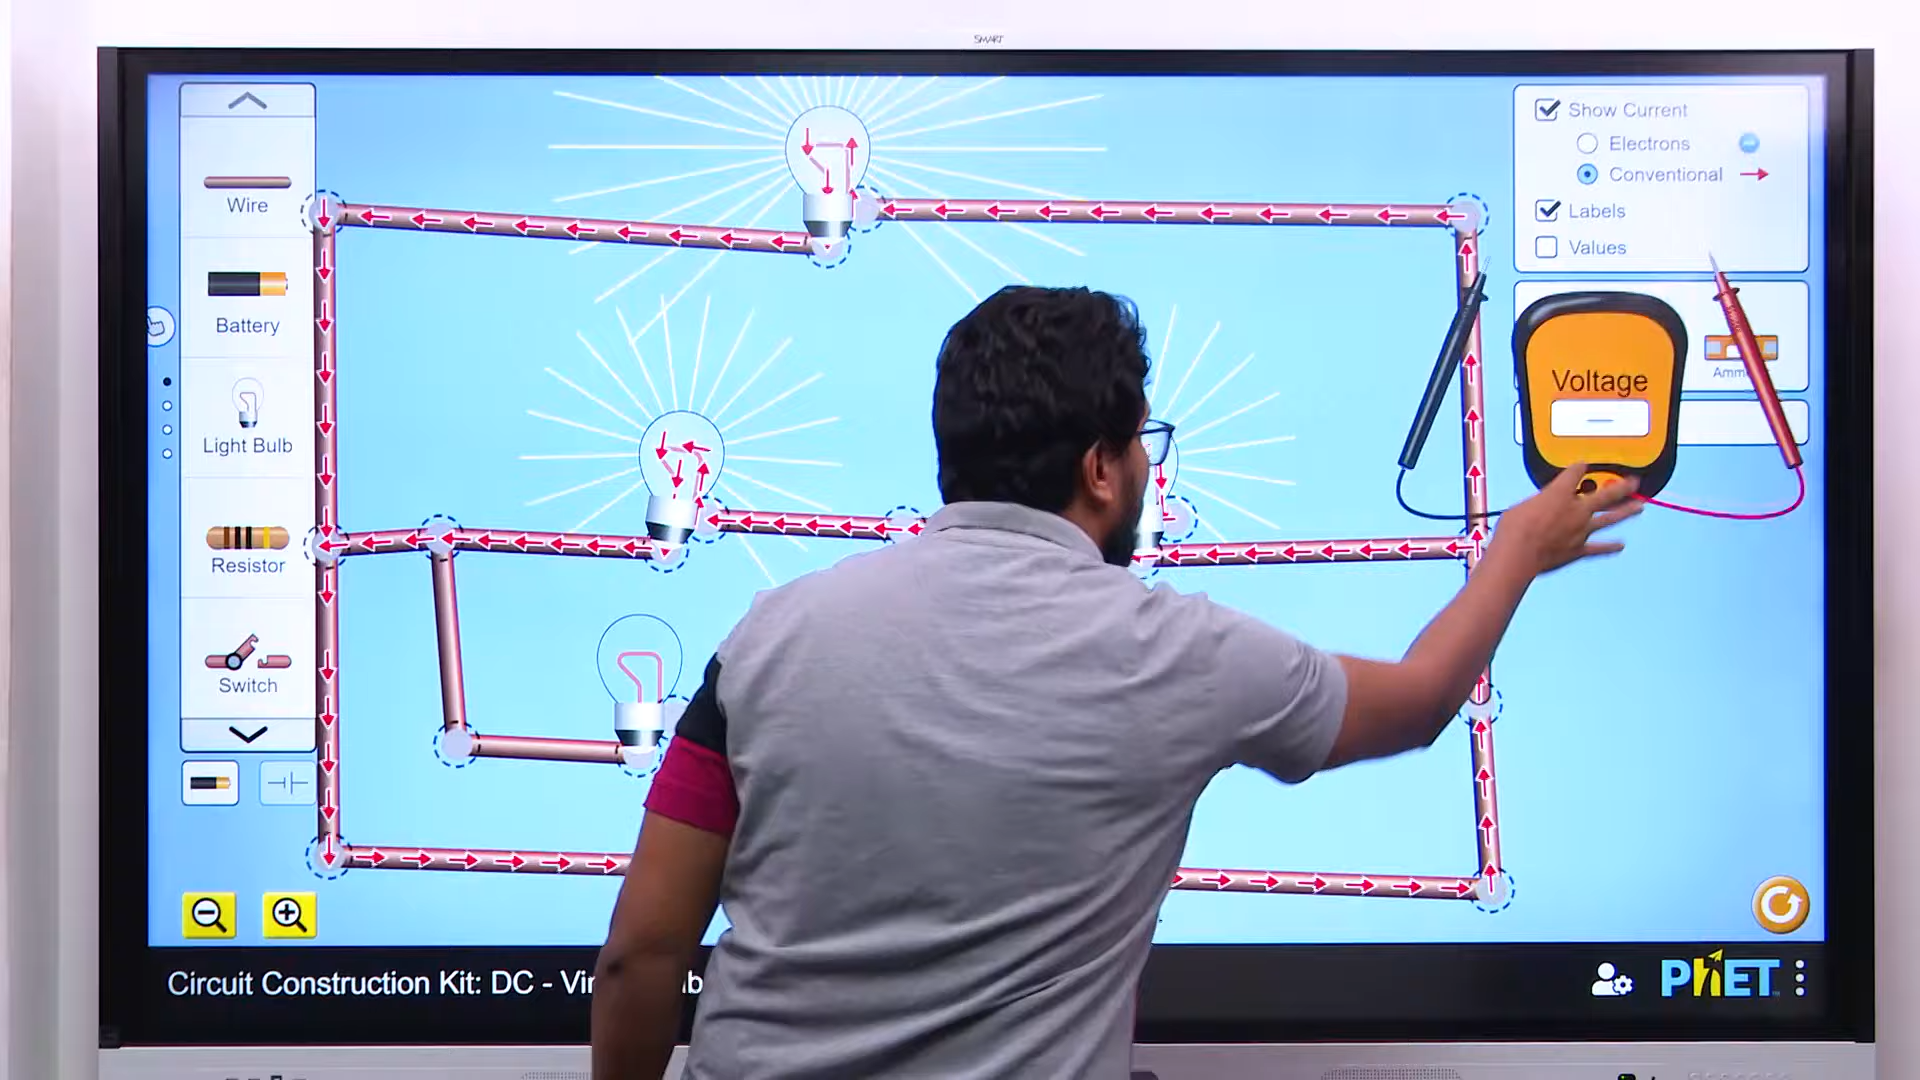 SMART
Wire
Battery
Light Bulb
Resistor
Switch
Show Current
Electrons
Conventional
Labels
Values
Voltage
Circuit Construction Kit: DC -
PhET